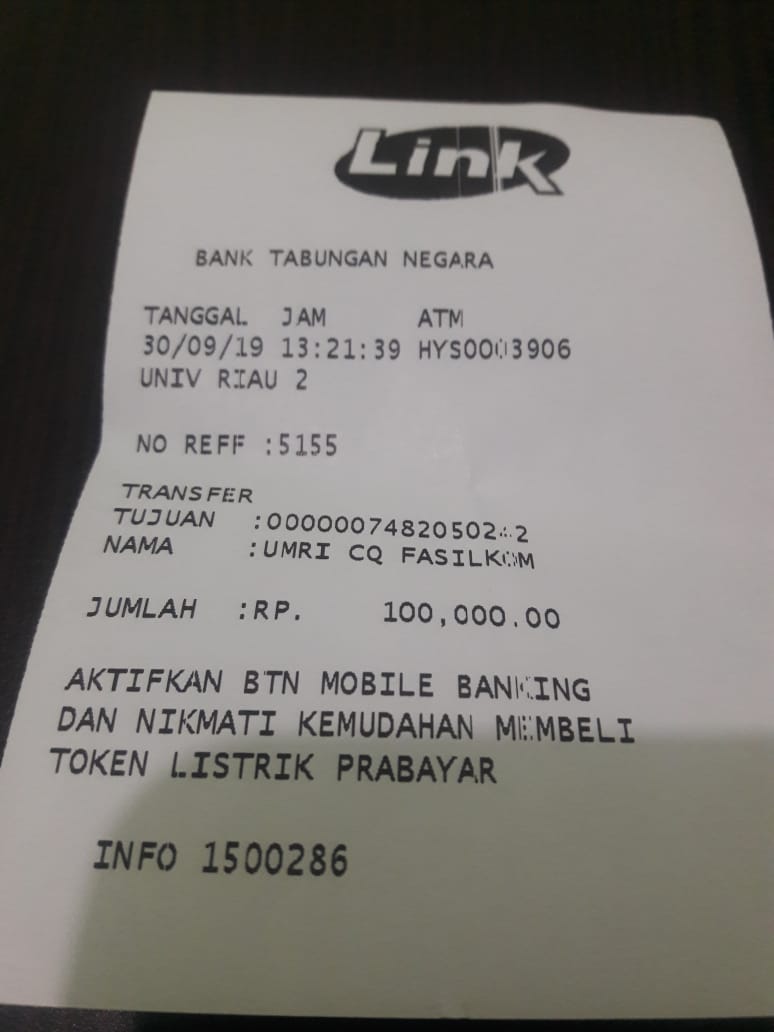 Link
BANK TABUNGAN NEGARA
TANGGAL JAM ATM
30/09/19 13:21:39
UNIV RIAU 2
NO REFF :5155
TRANSFER
TUJUAN :
NAMA :UMRI CQ FASILKOM
JUMLAH :RP. 100,000.00
AKTIFKAN BTN MOBILE BANKING
DAN NIKMATI KEMUDAHAN MEMBELI
TOKEN LISTRIK PRABAYAR
INFO 1500286